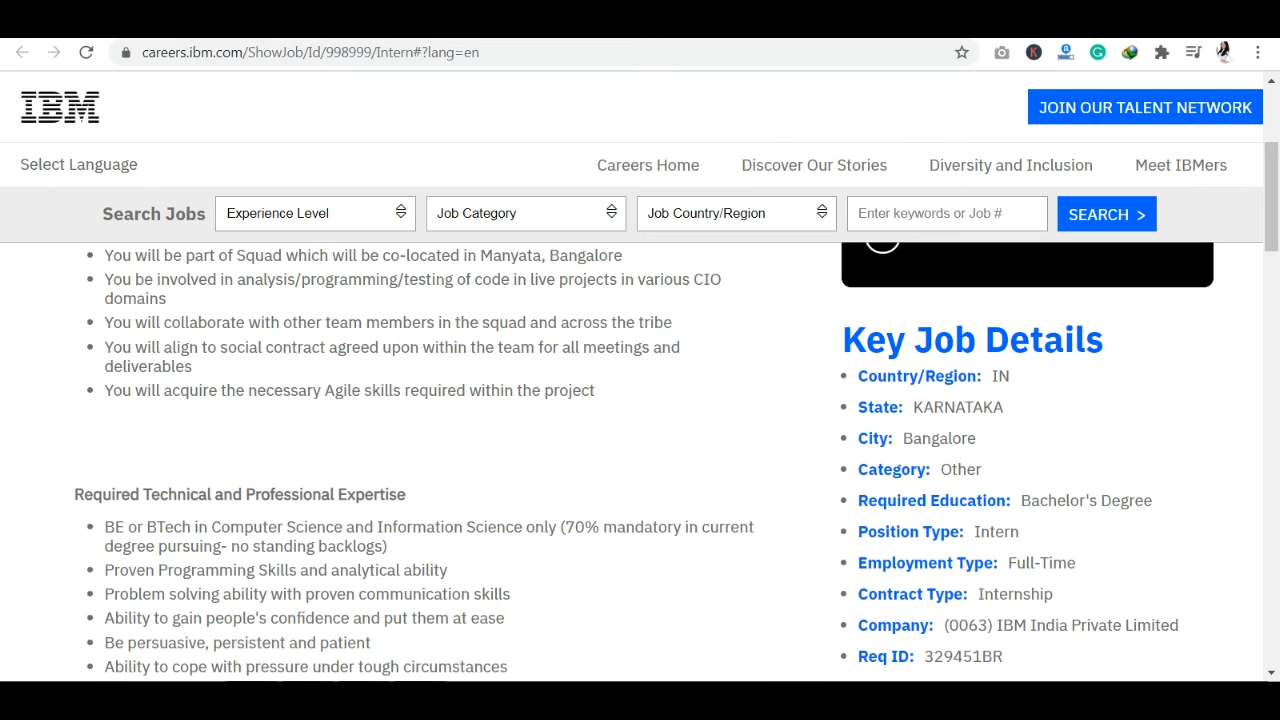 careers.ibm.com/ShowJob/Id/998999/Intern#?lang=en
IBM
JOIN OUR TALENT NETWORK
Select Language
Careers Home
Discover Our Stories
Diversity and Inclusion
Meet IBMers
Search Jobs
Experience Level
Job Category
Job Country/Region
Enter keywords or Job #
SEARCH >
You will be part of Squad which will be co-located in Manyata, Bangalore
You be involved in analysis/programming/testing of code in live projects in various CIO
domains
You will collaborate with other team members in the squad and across the tribe
You will align to social contract agreed upon within the team for all meetings and
deliverables
You will acquire the necessary Agile skills required within the project
Required Technical and Professional Expertise
BE or BTech in Computer Science and Information Science only (70% mandatory in current
degree pursuing- no standing backlogs)
Proven Programming Skills and analytical ability
Problem solving ability with proven communication skills
Ability to gain people's confidence and put them at ease
Be persuasive, persistent and patient
Ability to cope with pressure under tough circumstances
Key Job Details
Country/Region: IN
State: KARNATAKA
City: Bangalore
Category: Other
Required Education: Bachelor's Degree
Position Type: Intern
Employment Type: Full-Time
Contract Type: Internship
Company: (0063) IBM India Private Limited
Req ID: 329451BR